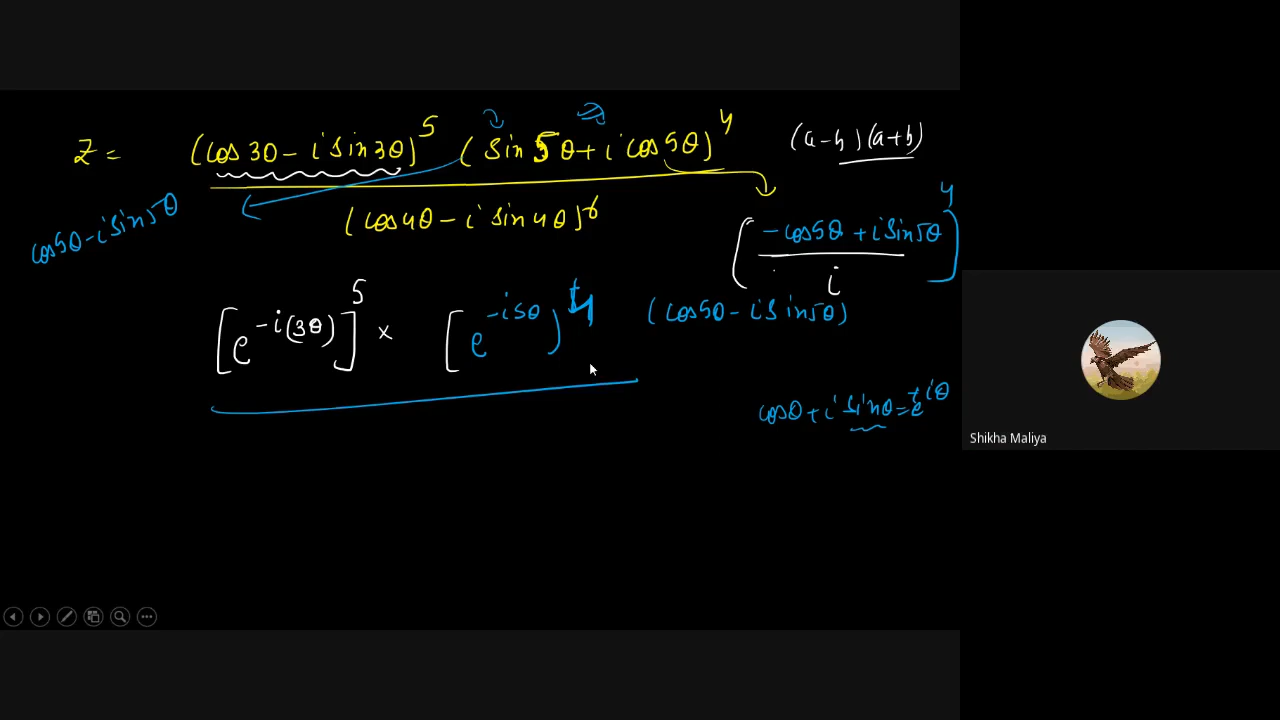 Z = (cos 3θ - i sin 3θ)^5 (sin 5θ + i cos 5θ)^4
(a-b)(a+b)
(cos 4θ - i sin 4θ)^6
cos5θ - i sin5θ
(-cos5θ + i sin5θ / i)^4
[e^-i(3θ)]^5 × [e^-i5θ)^4
(cos5θ - i sin5θ)
cosθ + i sinθ = e^+iθ
Shikha Maliya